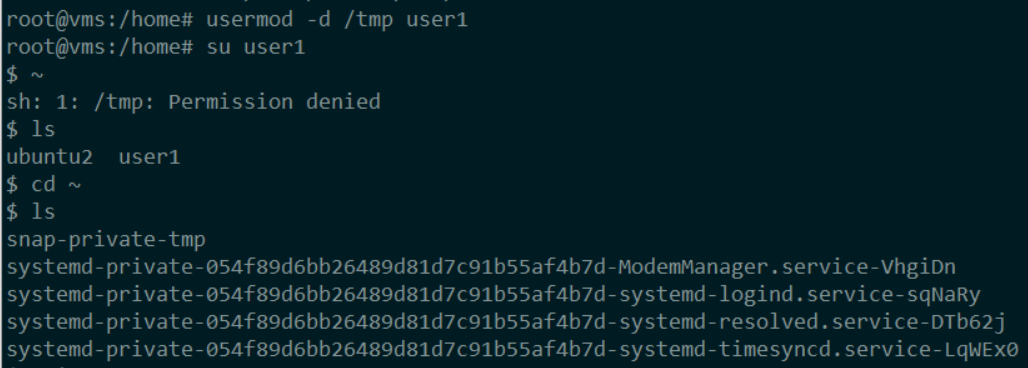 root@vms:/home# usermod -d /tmp user1
root@vms:/home# su user1
$ ~
sh: 1: /tmp: Permission denied
$ ls
ubuntu2  user1
$ cd ~
$ ls
snap-private-tmp
systemd-private-054f89d6bb26489d81d7c91b55af4b7d-ModemManager.service-VhgiDn
systemd-private-054f89d6bb26489d81d7c91b55af4b7d-systemd-logind.service-sqNaRy
systemd-private-054f89d6bb26489d81d7c91b55af4b7d-systemd-resolved.service-DTb62j
systemd-private-054f89d6bb26489d81d7c91b55af4b7d-systemd-timesyncd.service-LqWEx0